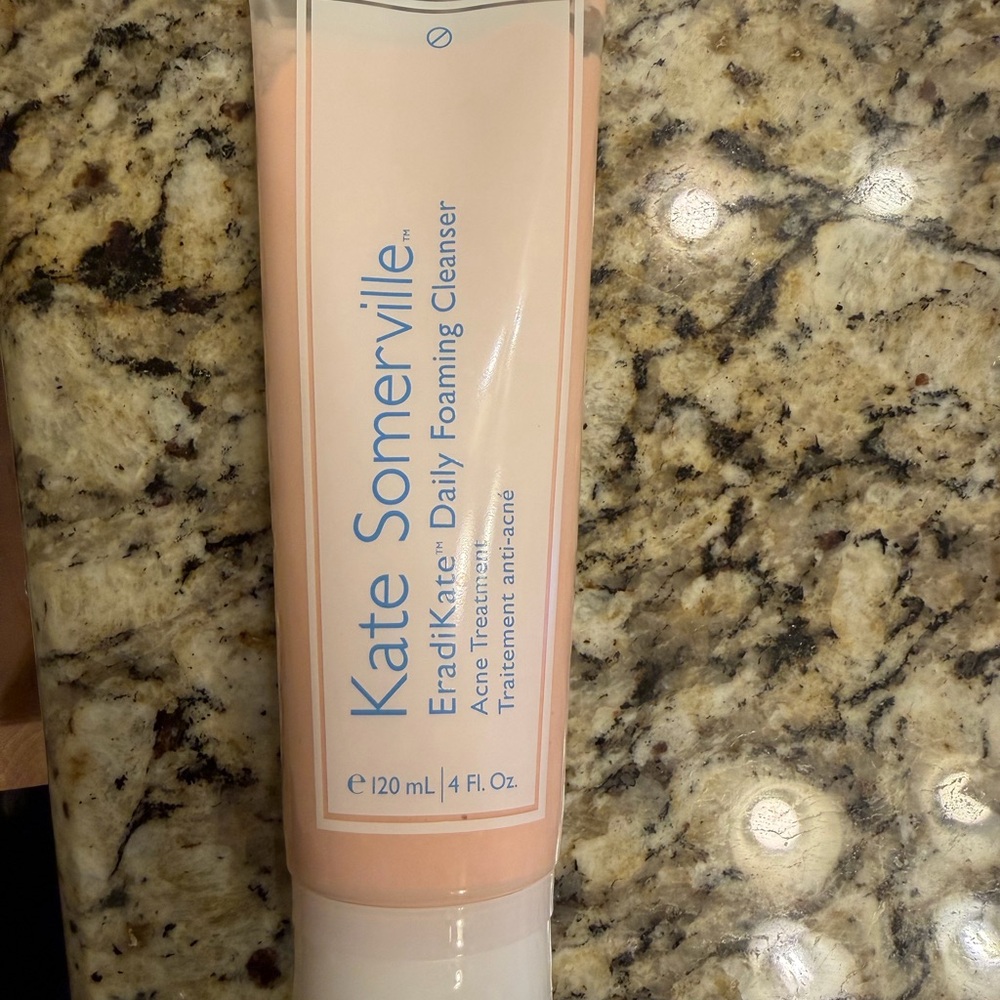 Kate Somerville™
EradiKate™ Daily Foaming Cleanser
Acne Treatment
Traitement anti-acné
℮ 120 mL | 4 Fl. Oz.